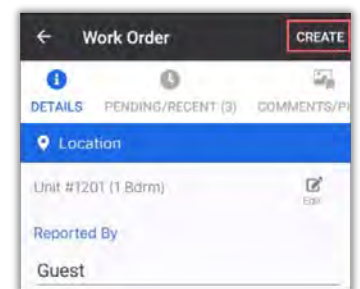 ← Work Order CREATE
DETAILS PENDING/RECENT (3) COMMENTS/P
Location
Unit #1201 (1 Bdrm)
Edit
Reported By
Guest